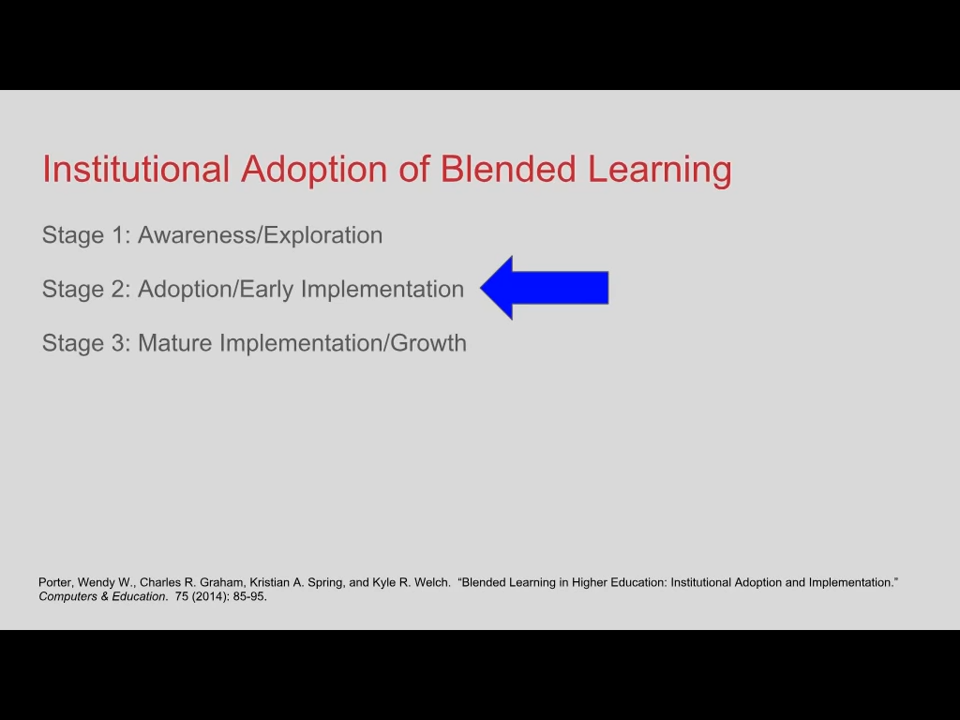 Institutional Adoption of Blended Learning
Stage 1: Awareness/Exploration
Stage 2: Adoption/Early Implementation
Stage 3: Mature Implementation/Growth
Porter, Wendy W., Charles R. Graham, Kristian A. Spring, and Kyle R. Welch.  “Blended Learning in Higher Education: Institutional Adoption and Implementation.”
Computers & Education.  75 (2014): 85-95.